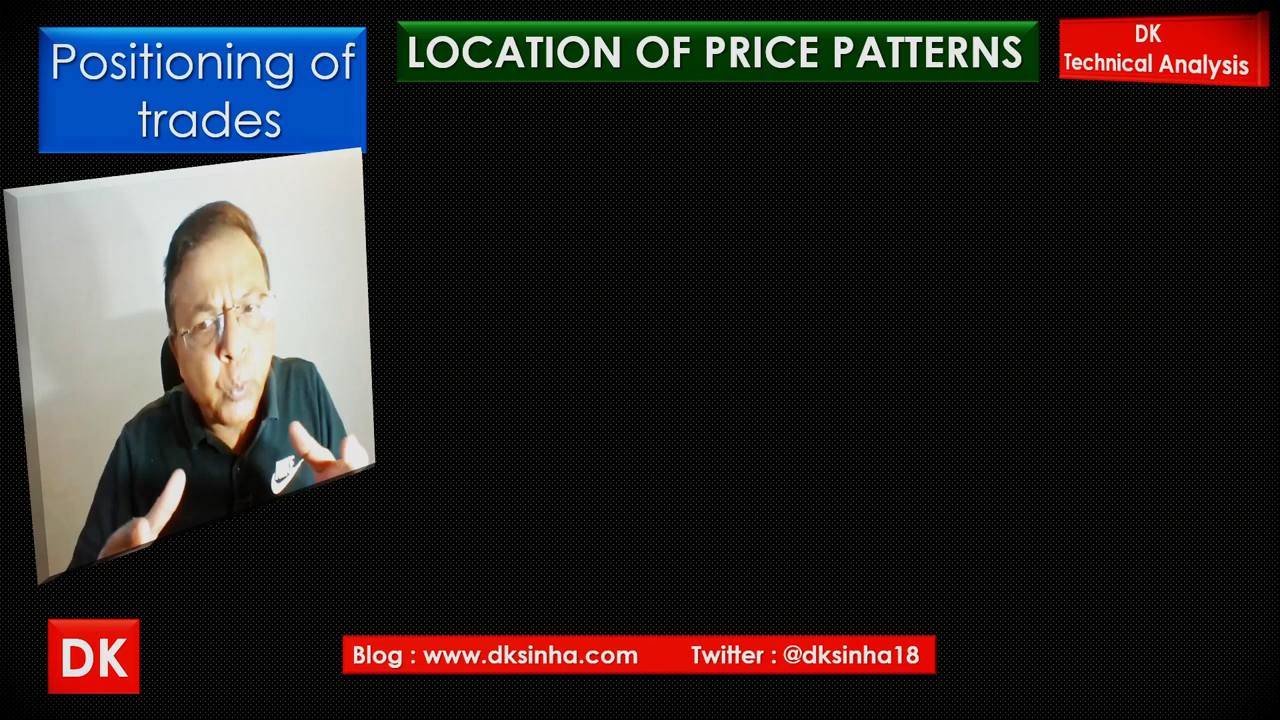 Positioning of
trades
LOCATION OF PRICE PATTERNS
DK
Technical Analysis
DK
Blog : www.dksinha.com Twitter : @dksinha18